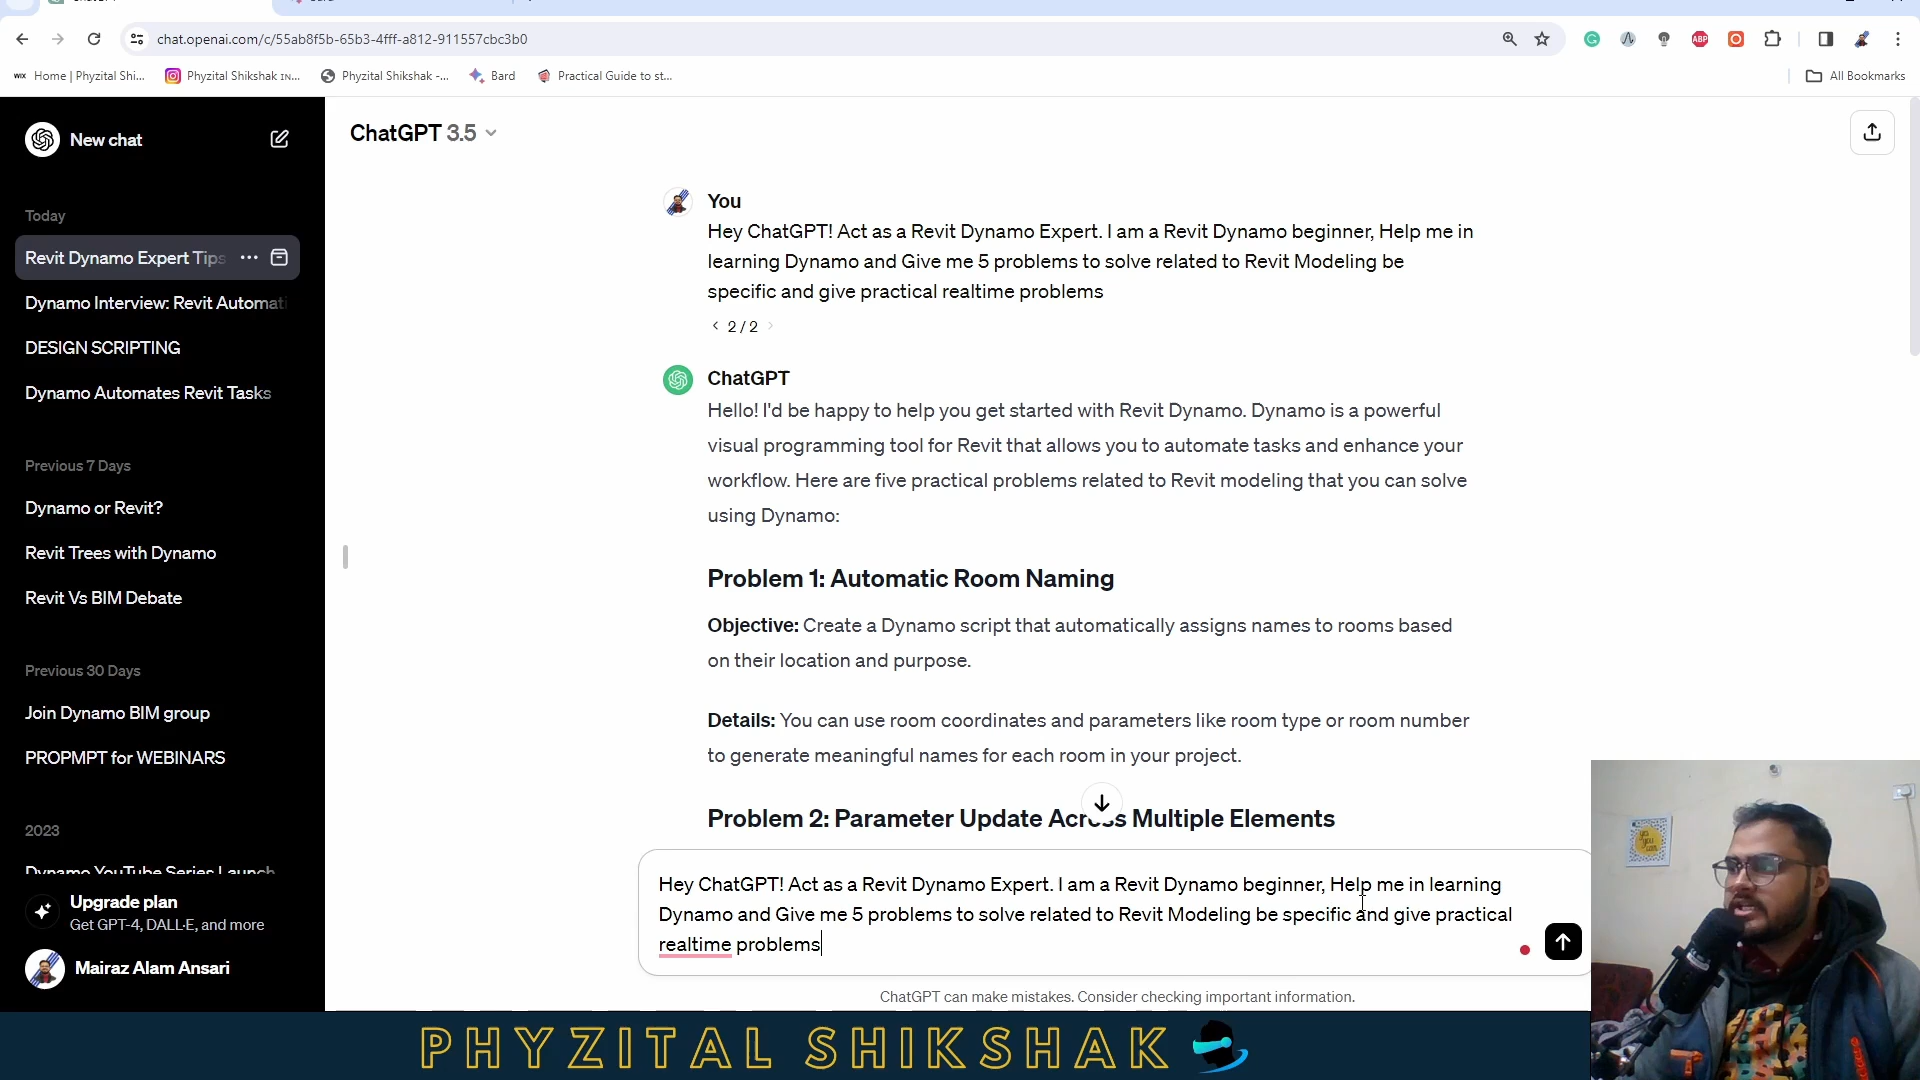 chat.openai.com/c/55ab8f5b-65b3-4fff-a812-911557cbc3b0
WIX Home | Phyzital Shi... Phyzital Shikshak IN... Phyzital Shikshak -... Bard Practical Guide to st... All Bookmarks
New chat
Today
Revit Dynamo Expert Tips
Dynamo Interview: Revit Automati
DESIGN SCRIPTING
Dynamo Automates Revit Tasks
Previous 7 Days
Dynamo or Revit?
Revit Trees with Dynamo
Revit Vs BIM Debate
Previous 30 Days
Join Dynamo BIM group
PROPMPT for WEBINARS
2023
Dynamo YouTube Series Launch
Upgrade plan
Get GPT-4, DALL·E, and more
Mairaz Alam Ansari
ChatGPT 3.5
You
Hey ChatGPT! Act as a Revit Dynamo Expert. I am a Revit Dynamo beginner, Help me in
learning Dynamo and Give me 5 problems to solve related to Revit Modeling be
specific and give practical realtime problems
< 2 / 2 >
ChatGPT
Hello! I'd be happy to help you get started with Revit Dynamo. Dynamo is a powerful
visual programming tool for Revit that allows you to automate tasks and enhance your
workflow. Here are five practical problems related to Revit modeling that you can solve
using Dynamo:
Problem 1: Automatic Room Naming
Objective: Create a Dynamo script that automatically assigns names to rooms based
on their location and purpose.
Details: You can use room coordinates and parameters like room type or room number
to generate meaningful names for each room in your project.
Problem 2: Parameter Update Across Multiple Elements
Hey ChatGPT! Act as a Revit Dynamo Expert. I am a Revit Dynamo beginner, Help me in learning
Dynamo and Give me 5 problems to solve related to Revit Modeling be specific and give practical
realtime problems
ChatGPT can make mistakes. Consider checking important information.
PHYZITAL SHIKSHAK